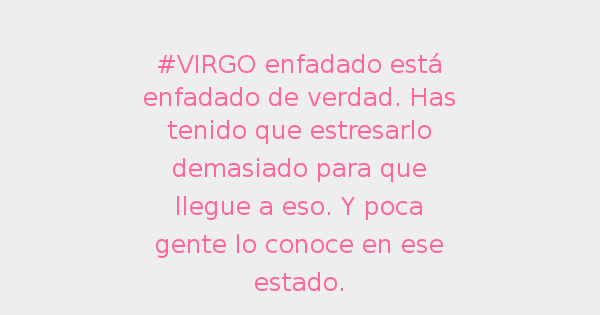 #VIRGO enfadado está
enfadado de verdad. Has
tenido que estresarlo
demasiado para que
llegue a eso. Y poca
gente lo conoce en ese
estado.